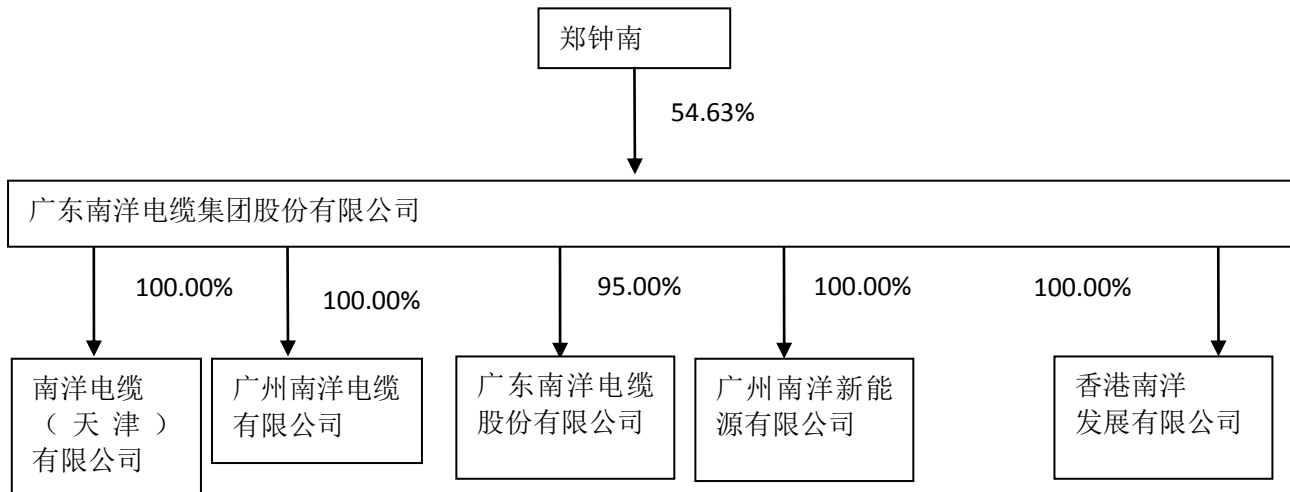 郑钟南
54.63%
广东南洋电缆集团股份有限公司
100.00%
100.00%
95.00%
100.00%
100.00%
南洋电缆
（天津）
有限公司
广州南洋电缆
有限公司
广东南洋电缆
股份有限公司
广州南洋新能
源有限公司
香港南洋
发展有限公司